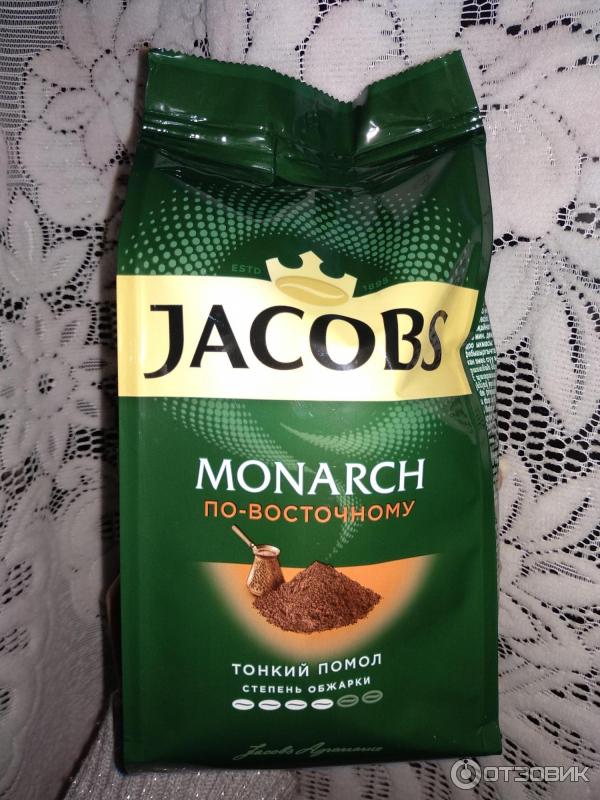 ESTD 1895
JACOBS
MONARCH
ПО-ВОСТОЧНОМУ
ТОНКИЙ ПОМОЛ
СТЕПЕНЬ ОБЖАРКИ
ОТЗОВИК